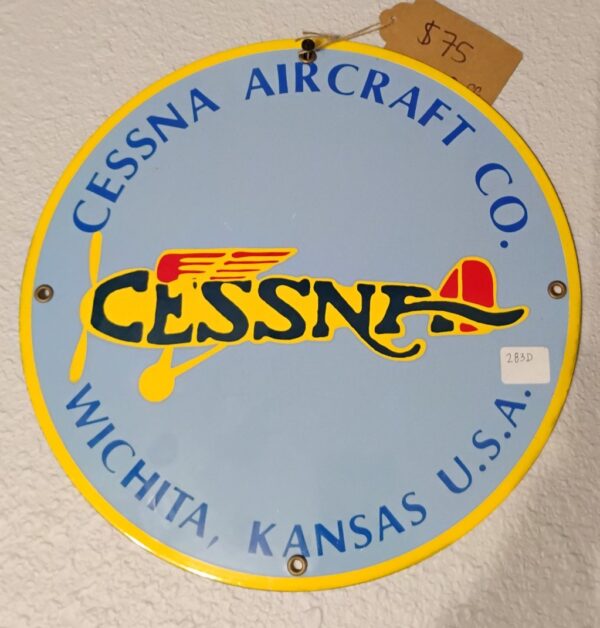 $75
CESSNA AIRCRAFT CO.
CESSNA
283D
WICHITA, KANSAS U.S.A.